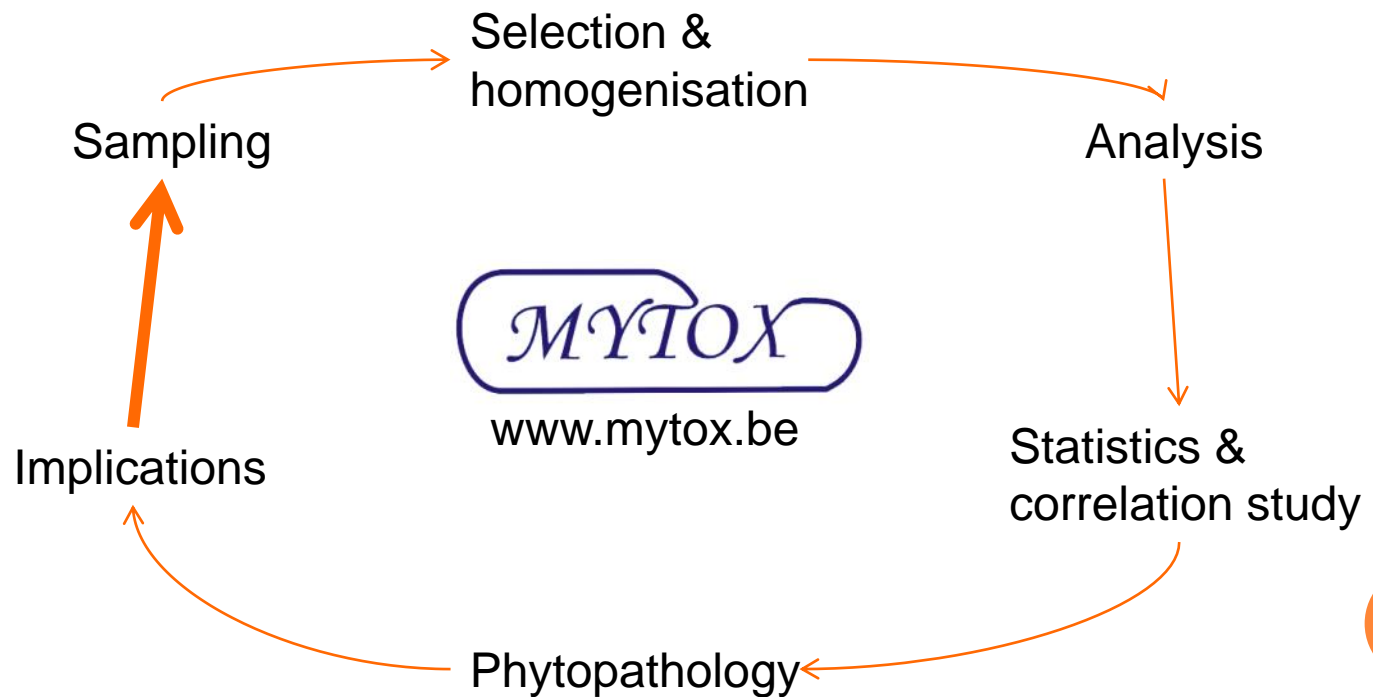 Selection &
homogenisation
Sampling
Analysis
MYTOX
www.mytox.be
Statistics &
correlation study
Implications
Phytopathology